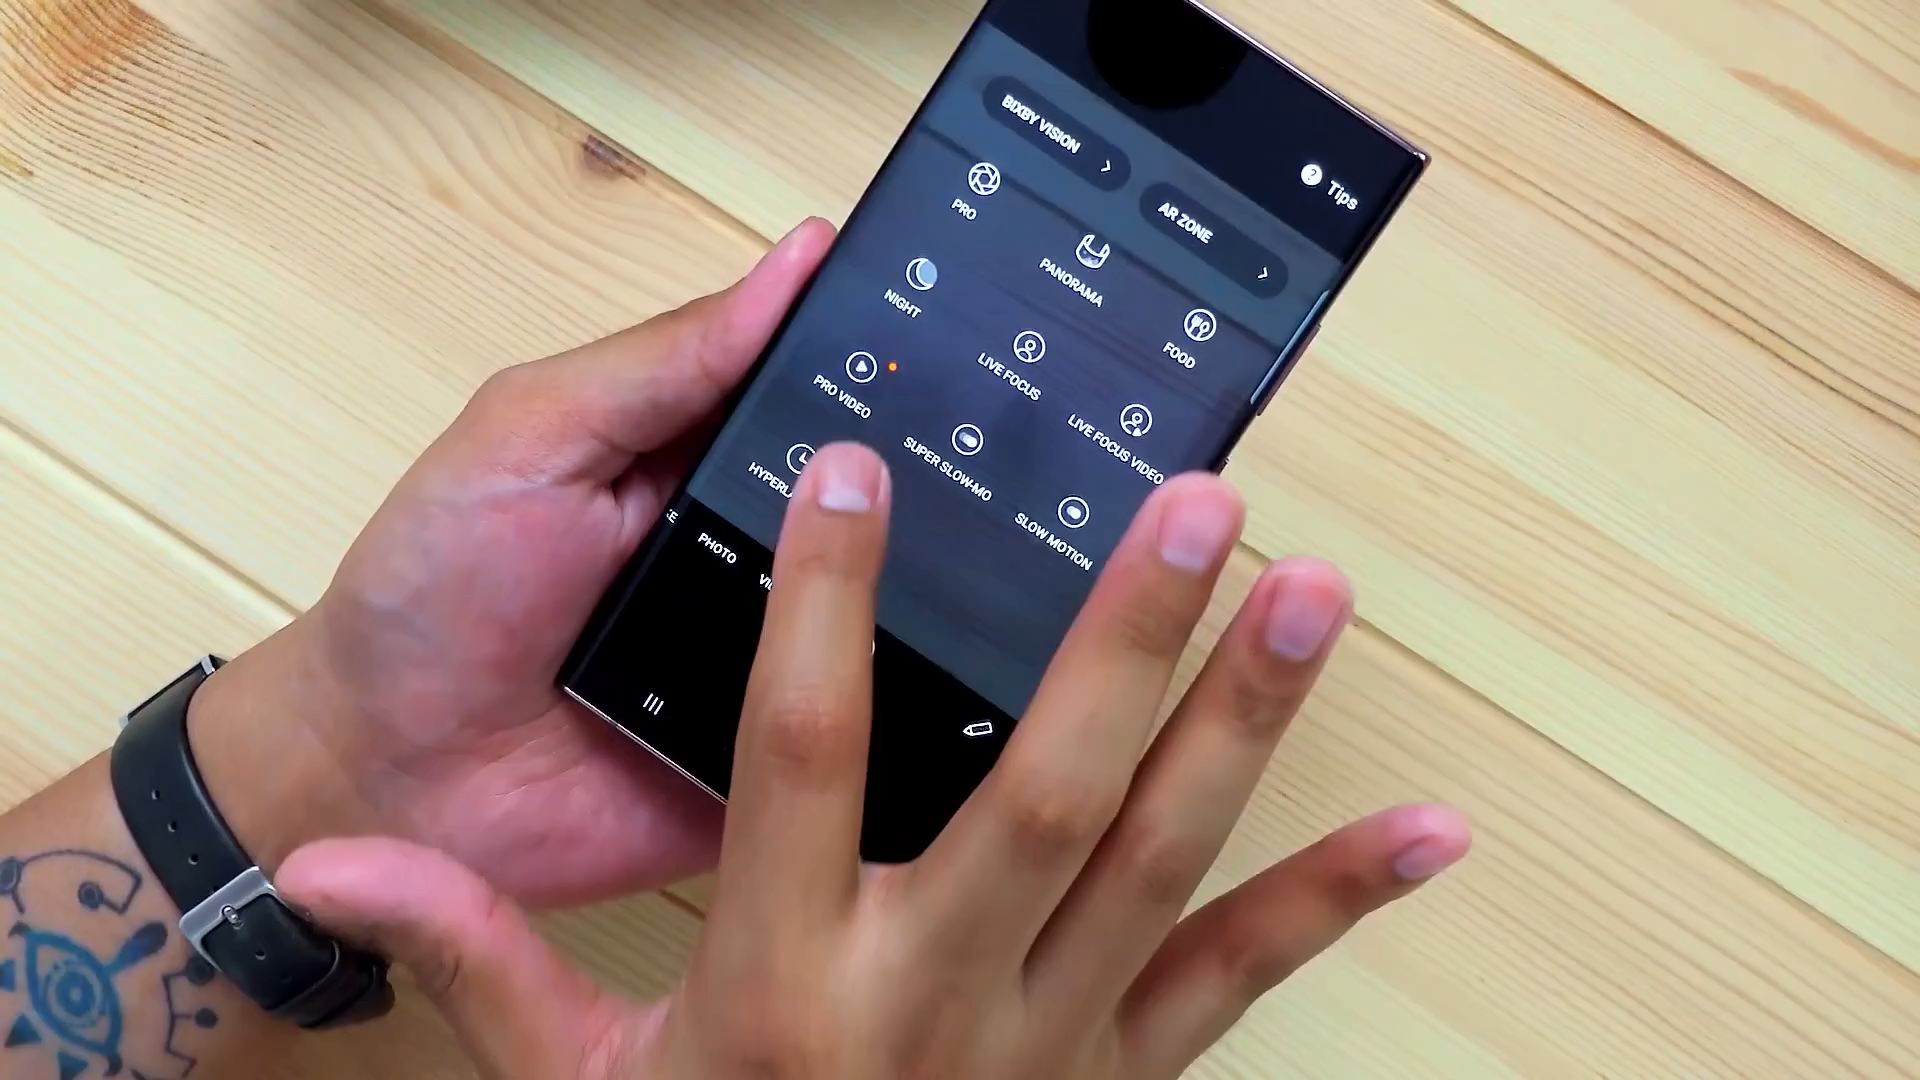 Tips
BIXBY VISION
AR ZONE
PRO
PANORAMA
FOOD
NIGHT
LIVE FOCUS
LIVE FOCUS VIDEO
PRO VIDEO
SUPER SLOW-MO
SLOW MOTION
PHOTO